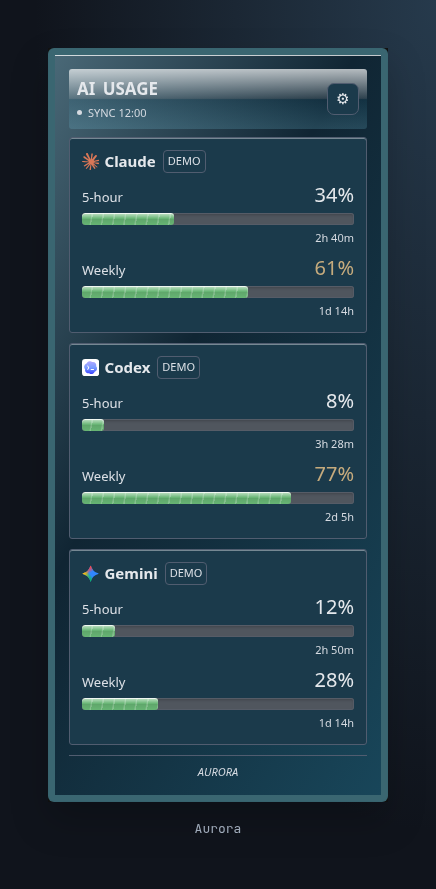 AI USAGE
SYNC 12:00
Claude DEMO
5-hour 34%
2h 40m
Weekly 61%
1d 14h
Codex DEMO
5-hour 8%
3h 28m
Weekly 77%
2d 5h
Gemini DEMO
5-hour 12%
2h 50m
Weekly 28%
1d 14h
AURORA
Aurora